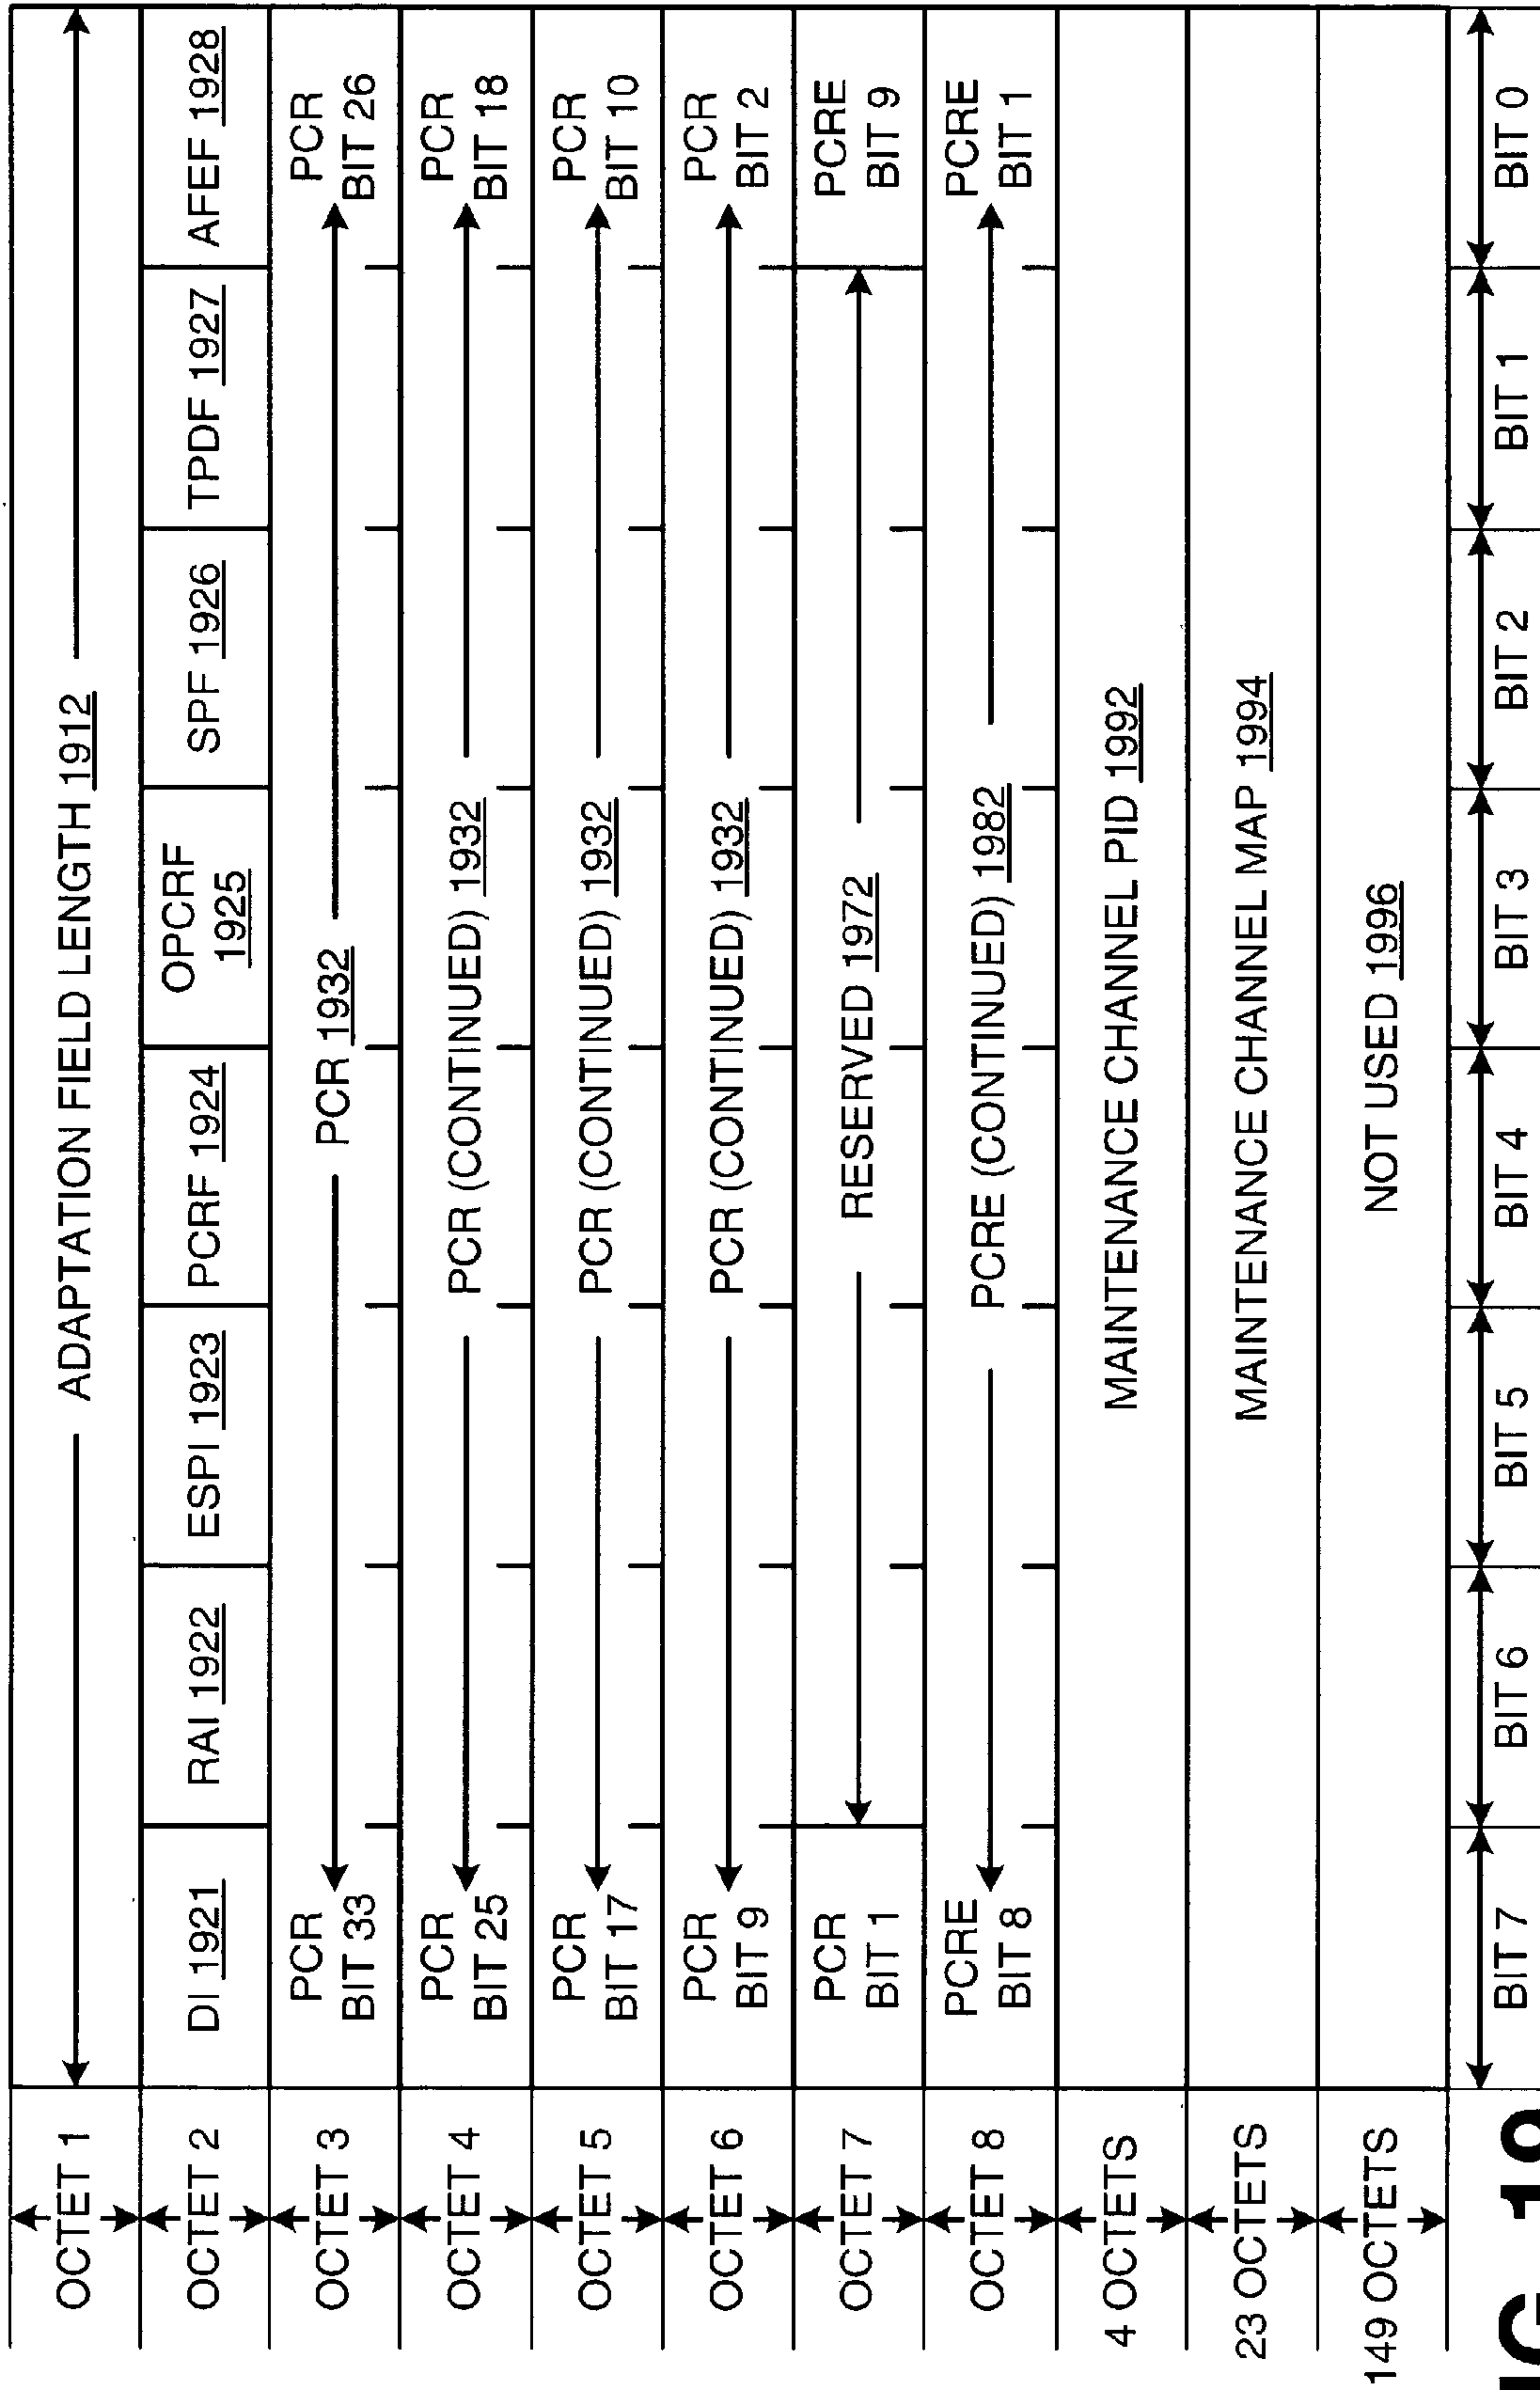 OCTET 1 ADAPTATION FIELD LENGTH 1912
OCTET 2 DI 1921 RAI 1922 ESPI 1923 PCRF 1924 OPCRF 1925 SPF 1926 TPDF 1927 AFEF 1928
OCTET 3 PCR BIT 33 PCR 1932 PCR BIT 26
OCTET 4 PCR BIT 25 PCR (CONTINUED) 1932 PCR BIT 18
OCTET 5 PCR BIT 17 PCR (CONTINUED) 1932 PCR BIT 10
OCTET 6 PCR BIT 9 PCR (CONTINUED) 1932 PCR BIT 2
OCTET 7 PCR BIT 1 RESERVED 1972 PCRE BIT 9
OCTET 8 PCRE BIT 8 PCRE (CONTINUED) 1982 PCRE BIT 1
4 OCTETS MAINTENANCE CHANNEL PID 1992
23 OCTETS MAINTENANCE CHANNEL MAP 1994
149 OCTETS NOT USED 1996
BIT 7 BIT 6 BIT 5 BIT 4 BIT 3 BIT 2 BIT 1 BIT 0